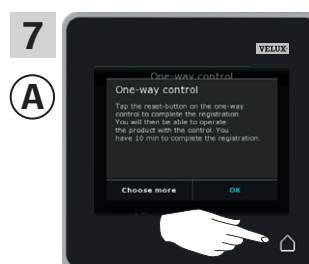 7
A
VELUX
One-way control
One-way control
Tap the reset-button on the one-way
control to complete the registration.
You will then be able to operate
the product with the control. You
have 10 min to complete the registration.
Choose more
OK